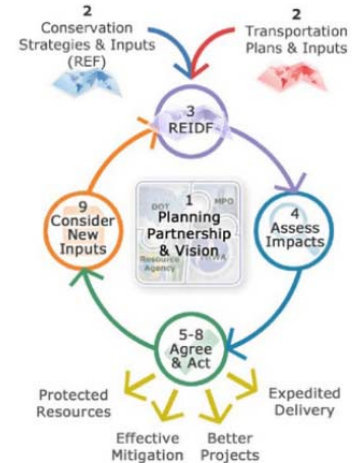 2
Conservation
Strategies & Inputs
(REF)
2
Transportation
Plans & Inputs
3
REIDF
9
Consider
New
Inputs
1
Planning
Partnership
& Vision
DOT
MPO
Resource
Agency
4
Assess
Impacts
5-8
Agree
& Act
Protected
Resources
Effective
Mitigation
Better
Projects
Expedited
Delivery